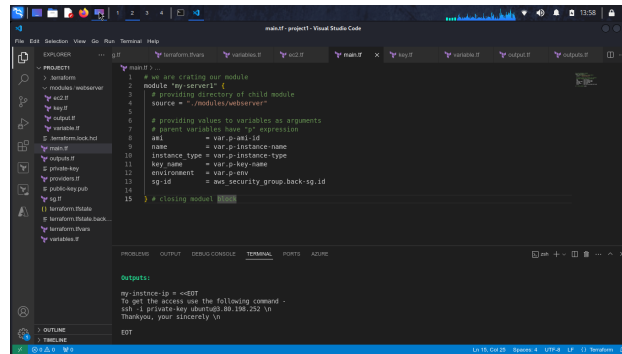 1 2 3 4
13:58
main.tf - project1 - Visual Studio Code
File Edit Selection View Go Run Terminal Help
EXPLORER
g.tf
terraform.tfvars
variables.tf
ec2.tf
main.tf
key.tf
variable.tf
output.tf
outputs.tf
PROJECT1
.terraform
modules/webserver
ec2.tf
key.tf
output.tf
variable.tf
.terraform.lock.hcl
main.tf
outputs.tf
private-key
providers.tf
public-key.pub
sg.tf
terraform.tfstate
terraform.tfstate.back...
terraform.tfvars
variables.tf
OUTLINE
TIMELINE
main.tf > ...
1 # we are crating our module
2 module "my-server1" {
3 # providing directory of child module
4 source = "./modules/webserver"
5
6 # providing values to variables as arguments
7 # parent variables have "p" expression
8 ami = var.p-ami-id
9 name = var.p-instance-name
10 instance_type = var.p-instance-type
11 key_name = var.p-key-name
12 environment = var.p-env
13 sg-id = aws_security_group.back-sg.id
14
15 } # closing moduel block
PROBLEMS OUTPUT DEBUG CONSOLE TERMINAL PORTS AZURE
zsh
Outputs:
my-instnce-ip = <<EOT
To get the access use the following command -
ssh -i private-key ubuntu@3.80.198.252 \n
Thankyou, your sincerely \n
EOT
0 0 0
Ln 15, Col 25 Spaces: 4 UTF-8 LF {} Terraform